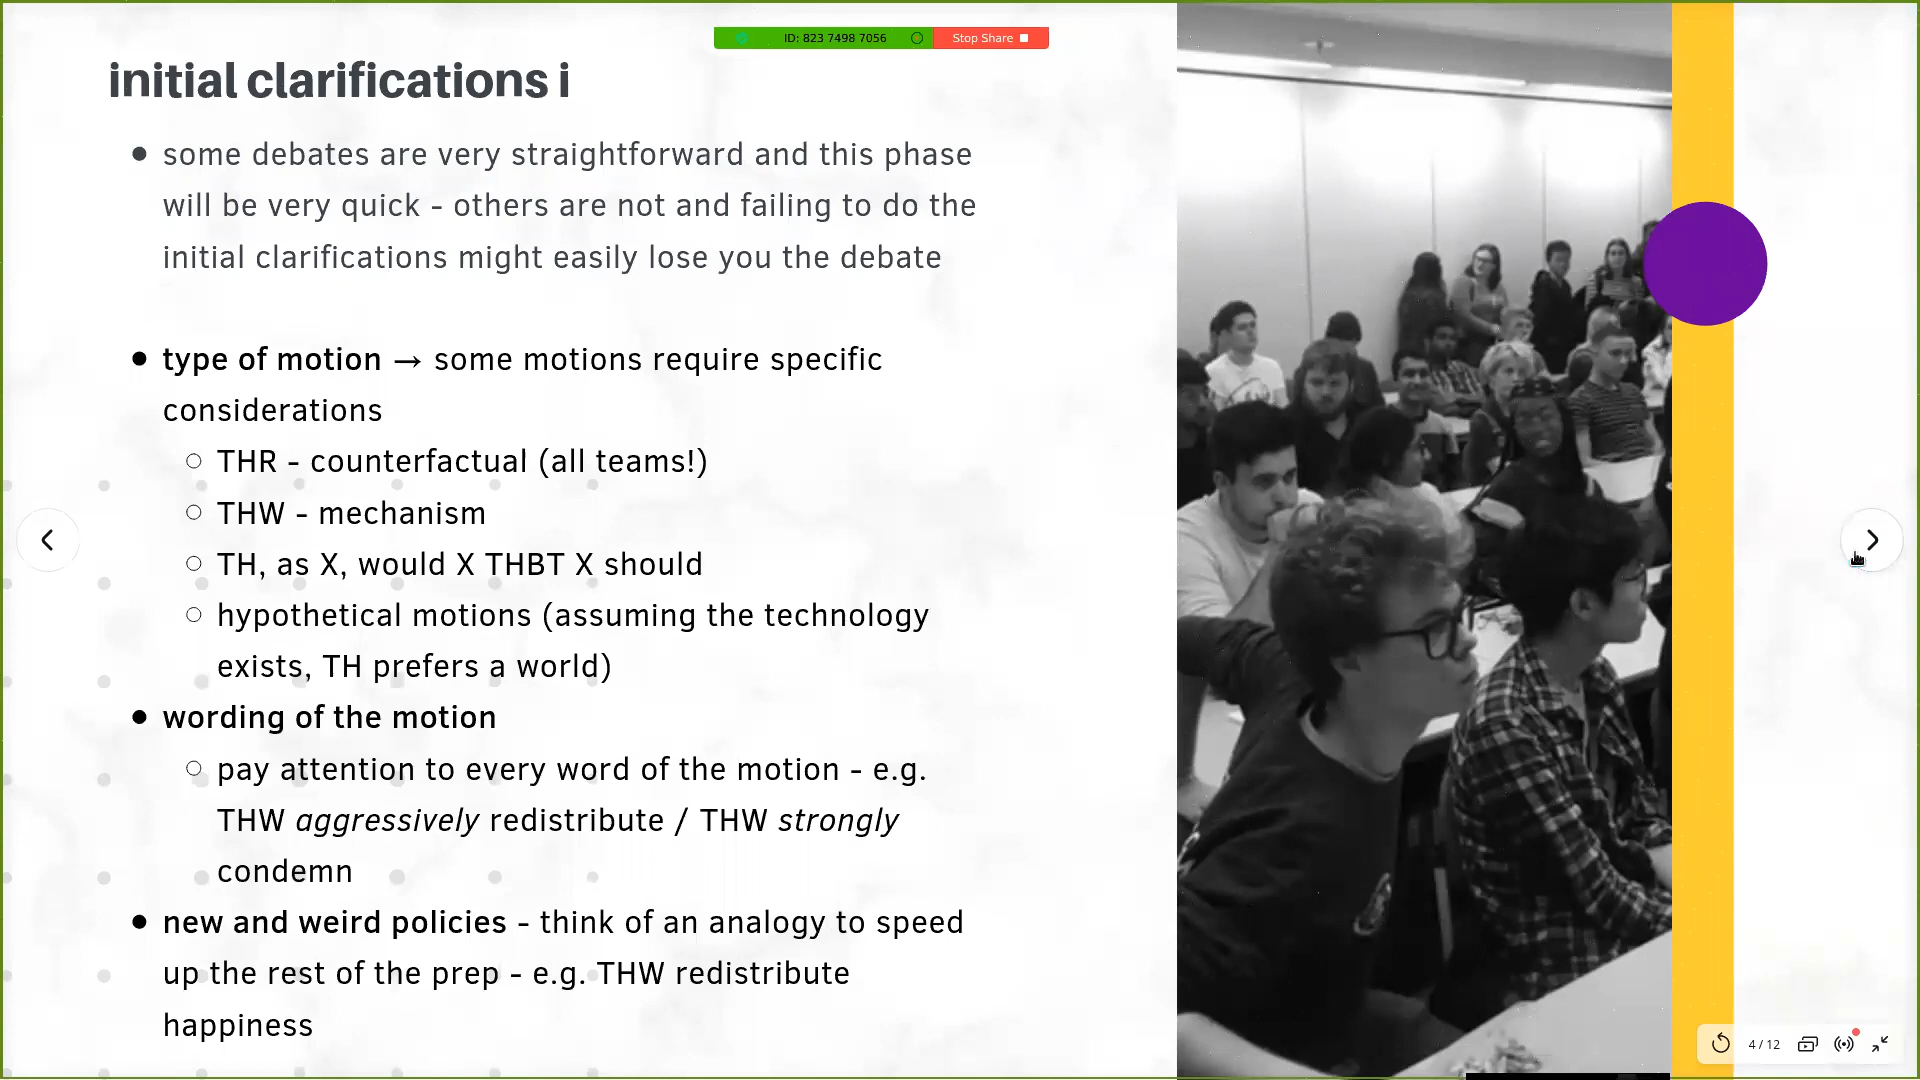 ID: 823 7498 7056 Stop Share
initial clarifications i
some debates are very straightforward and this phase
will be very quick - others are not and failing to do the
initial clarifications might easily lose you the debate
type of motion → some motions require specific
considerations
THR - counterfactual (all teams!)
THW - mechanism
TH, as X, would X THBT X should
hypothetical motions (assuming the technology
exists, TH prefers a world)
wording of the motion
pay attention to every word of the motion - e.g.
THW aggressively redistribute / THW strongly
condemn
new and weird policies - think of an analogy to speed
up the rest of the prep - e.g. THW redistribute
happiness
4 / 12